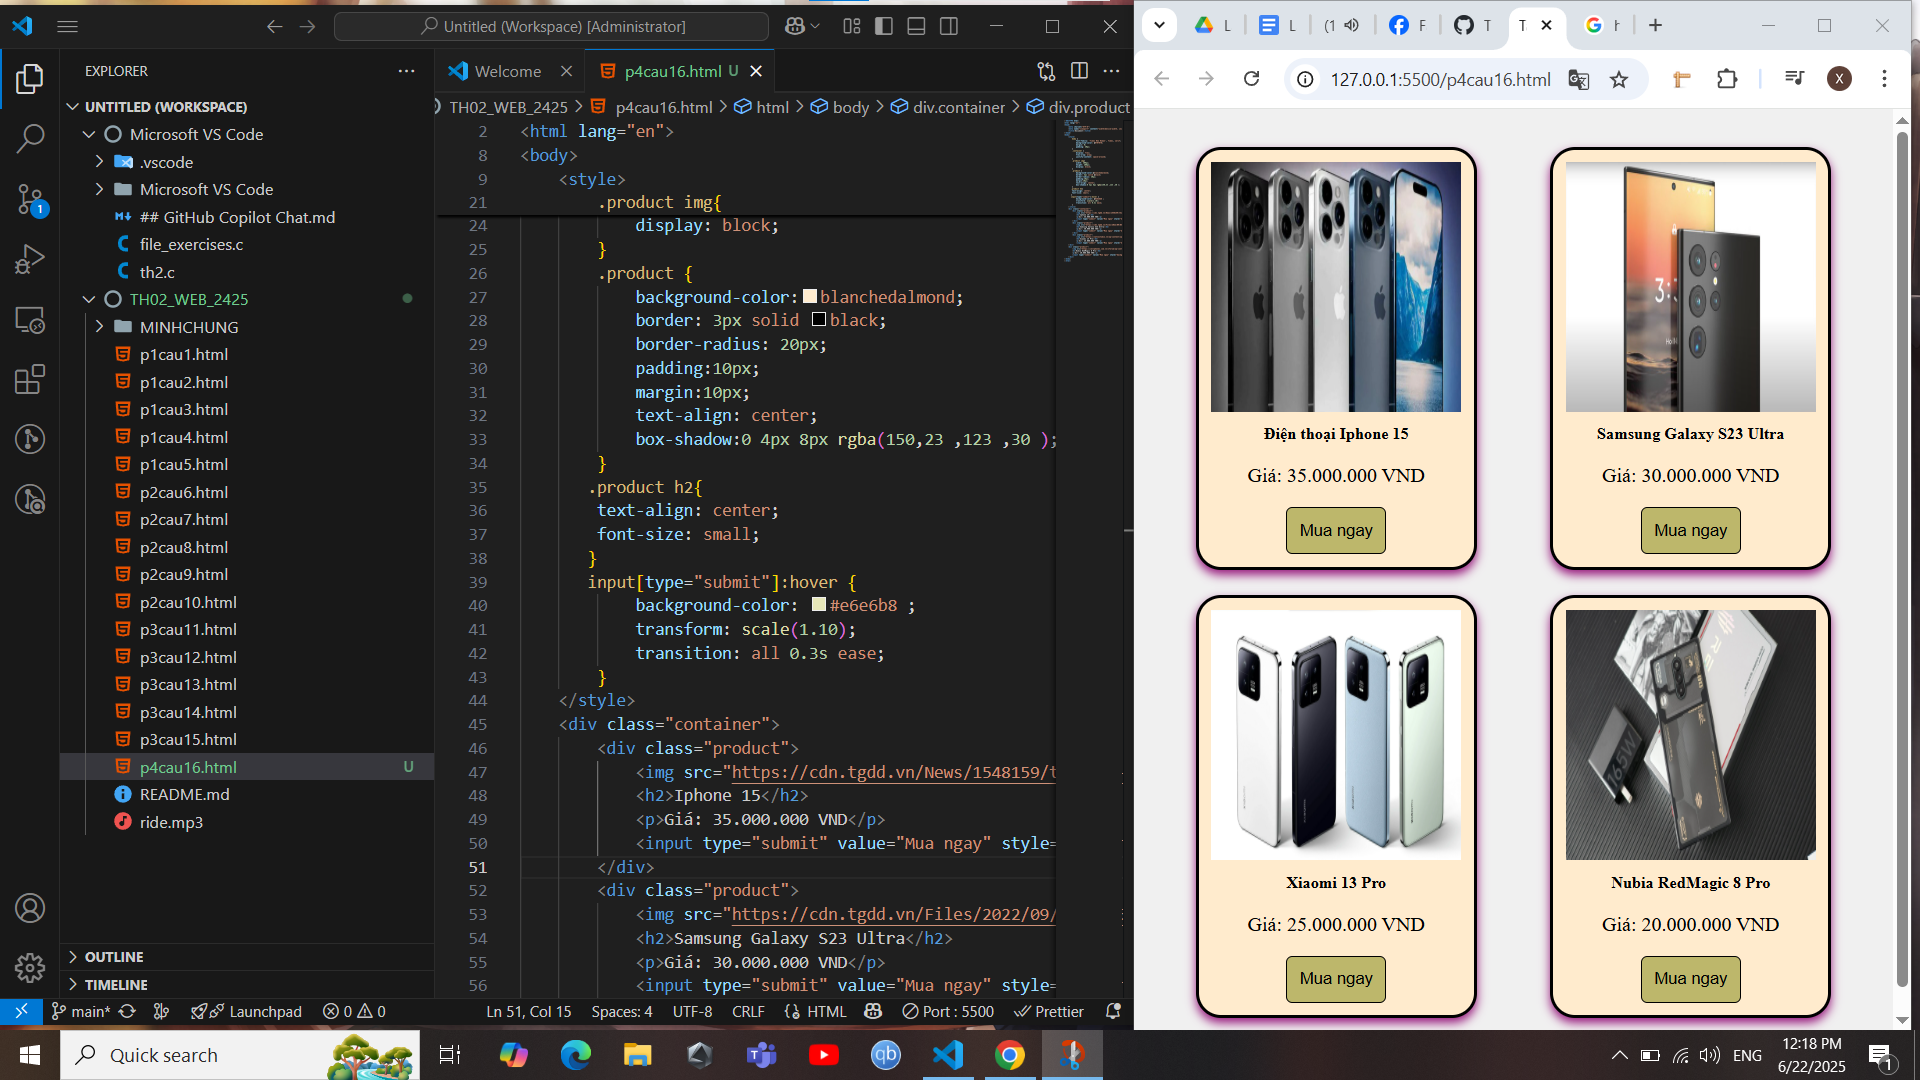 Untitled (Workspace) [Administrator]
EXPLORER
UNTITLED (WORKSPACE)
Microsoft VS Code
.vscode
Microsoft VS Code
## GitHub Copilot Chat.md
file_exercises.c
th2.c
TH02_WEB_2425
MINHCHUNG
p1cau1.html
p1cau2.html
p1cau3.html
p1cau4.html
p1cau5.html
p2cau6.html
p2cau7.html
p2cau8.html
p2cau9.html
p2cau10.html
p3cau11.html
p3cau12.html
p3cau13.html
p3cau14.html
p3cau15.html
p4cau16.html U
README.md
ride.mp3
OUTLINE
TIMELINE
1
Welcome
p4cau16.html U
TH02_WEB_2425 > p4cau16.html > html > body > div.container > div.product
2 <html lang="en">
8 <body>
9 <style>
21 .product img{
24 display: block;
25 }
26 .product {
27 background-color: blanchedalmond;
28 border: 3px solid black;
29 border-radius: 20px;
30 padding:10px;
31 margin:10px;
32 text-align: center;
33 box-shadow:0 4px 8px rgba(150,23 ,123 ,30 );
34 }
35 .product h2{
36 text-align: center;
37 font-size: small;
38 }
39 input[type="submit"]:hover {
40 background-color: #e6e6b8 ;
41 transform: scale(1.10);
42 transition: all 0.3s ease;
43 }
44 </style>
45 <div class="container">
46 <div class="product">
47 <img src="https://cdn.tgdd.vn/News/1548159/t
48 <h2>Iphone 15</h2>
49 <p>Giá: 35.000.000 VND</p>
50 <input type="submit" value="Mua ngay" style=
51 </div>
52 <div class="product">
53 <img src="https://cdn.tgdd.vn/Files/2022/09/
54 <h2>Samsung Galaxy S23 Ultra</h2>
55 <p>Giá: 30.000.000 VND</p>
56 <input type="submit" value="Mua ngay" style=
main* Launchpad 0 0 Ln 51, Col 15 Spaces: 4 UTF-8 CRLF HTML Port : 5500 Prettier
L L (1 F T T
127.0.0.1:5500/p4cau16.html
X
Điện thoại Iphone 15
Giá: 35.000.000 VND
Mua ngay
Samsung Galaxy S23 Ultra
Giá: 30.000.000 VND
Mua ngay
165W
Xiaomi 13 Pro
Giá: 25.000.000 VND
Mua ngay
Nubia RedMagic 8 Pro
Giá: 20.000.000 VND
Mua ngay
Quick search
qb
ENG
12:18 PM
6/22/2025
1